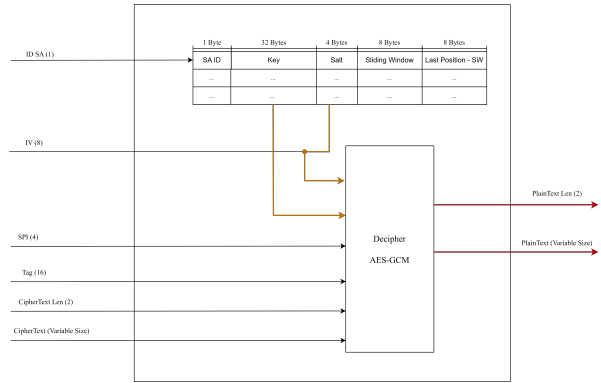 1 Byte 32 Bytes 4 Bytes 8 Bytes 8 Bytes
ID SA (1)
SA ID Key Salt Sliding Window Last Position - SW
... ... ... ... ...
... ... ... ... ...
IV (8)
PlainText Len (2)
SPI (4)
Decipher
PlainText (Variable Size)
AES-GCM
Tag (16)
CipherText Len (2)
CipherText (Variable Size)